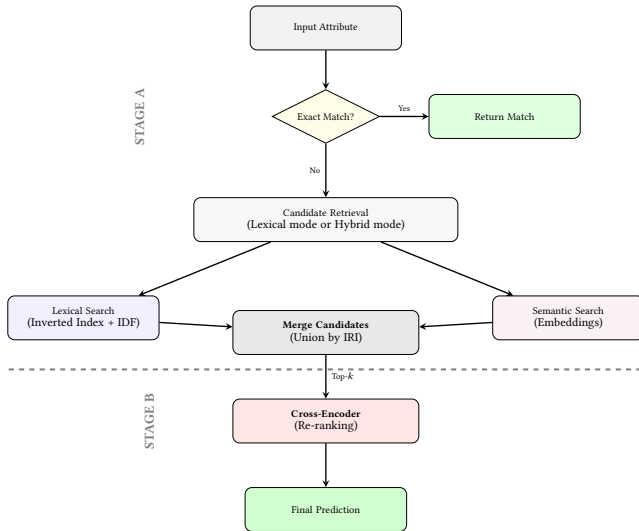 Input Attribute
STAGE A
Exact Match?
Yes
Return Match
No
Candidate Retrieval
(Lexical mode or Hybrid mode)
Lexical Search
(Inverted Index + IDF)
Merge Candidates
(Union by IRI)
Semantic Search
(Embeddings)
Top-k
STAGE B
Cross-Encoder
(Re-ranking)
Final Prediction